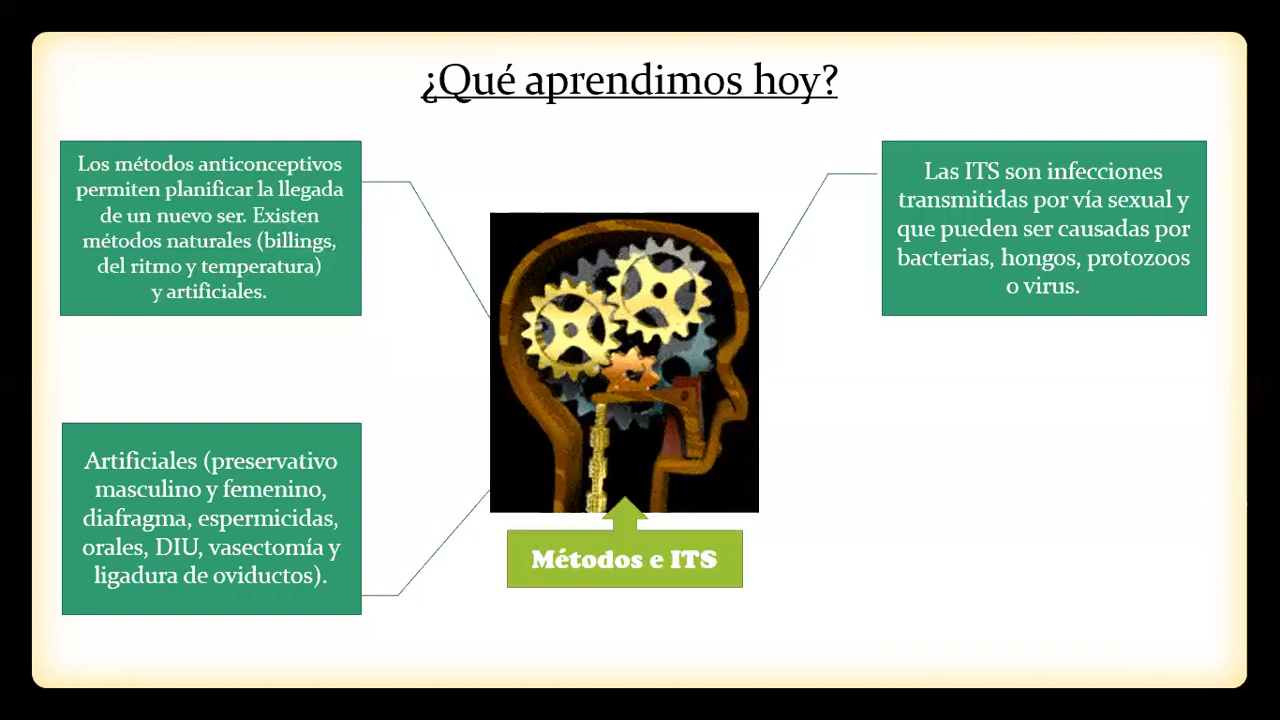 ¿Qué aprendimos hoy?
Los métodos anticonceptivos
permiten planificar la llegada
de un nuevo ser. Existen
métodos naturales (billings,
del ritmo y temperatura)
y artificiales.
Las ITS son infecciones
transmitidas por vía sexual y
que pueden ser causadas por
bacterias, hongos, protozoos
o virus.
Artificiales (preservativo
masculino y femenino,
diafragma, espermicidas,
orales, DIU, vasectomía y
ligadura de oviductos).
Métodos e ITS